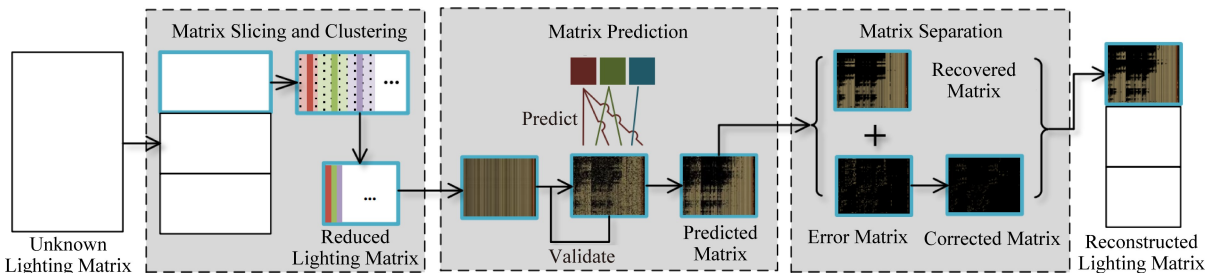 Matrix Slicing and Clustering
...
...
Unknown
Lighting Matrix
Reduced
Lighting Matrix
Matrix Prediction
Predict
Validate
Predicted
Matrix
Matrix Separation
Recovered
Matrix
+
Error Matrix
Corrected Matrix
Reconstructed
Lighting Matrix